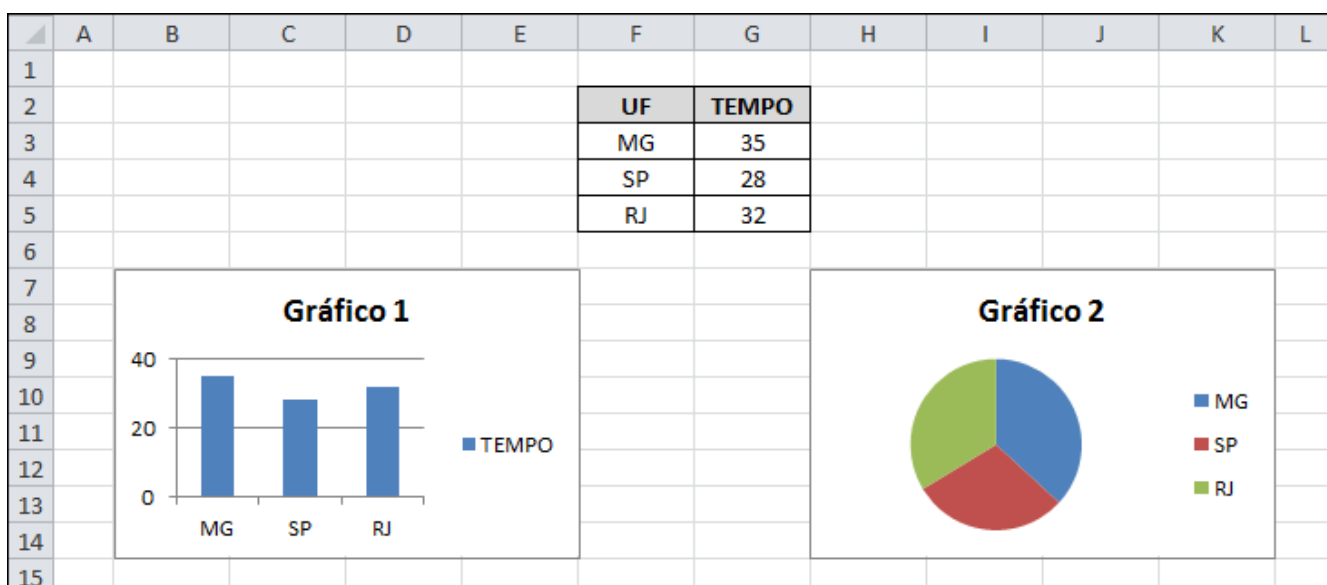 A B C D E F G H I J K L
1
2 UF TEMPO
3 MG 35
4 SP 28
5 RJ 32
6
7
8
9
10
11
12
13
14
15
Gráfico 1
40
20
0
MG SP RJ
TEMPO
Gráfico 2
MG
SP
RJ